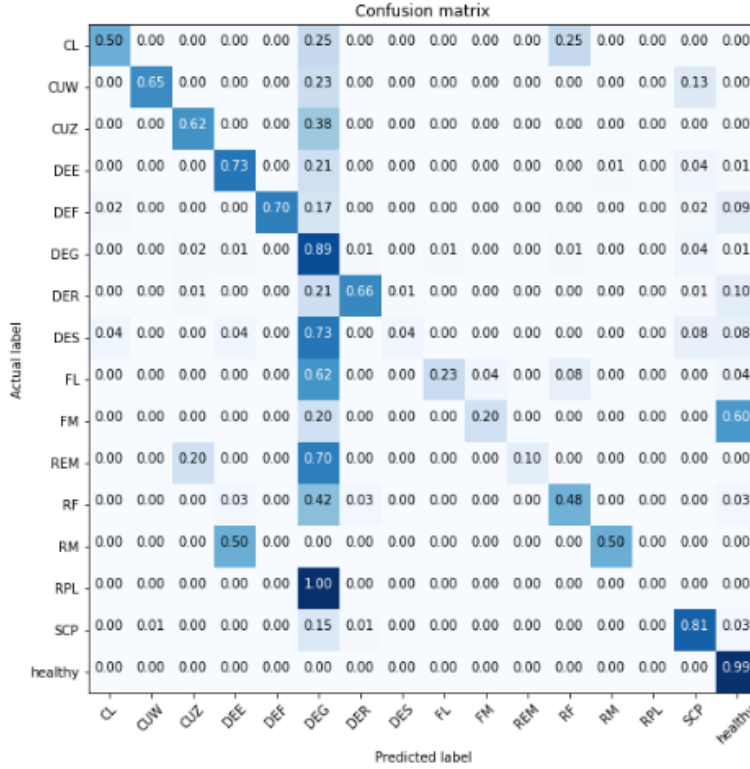 Confusion matrix
CL 0.50 0.00 0.00 0.00 0.00 0.25 0.00 0.00 0.00 0.00 0.00 0.25 0.00 0.00 0.00 0.00
CUW 0.00 0.65 0.00 0.00 0.00 0.23 0.00 0.00 0.00 0.00 0.00 0.00 0.00 0.00 0.13 0.00
CUZ 0.00 0.00 0.62 0.00 0.00 0.38 0.00 0.00 0.00 0.00 0.00 0.00 0.00 0.00 0.00 0.00
DEE 0.00 0.00 0.00 0.73 0.00 0.21 0.00 0.00 0.00 0.00 0.00 0.00 0.01 0.00 0.04 0.01
DEF 0.02 0.00 0.00 0.00 0.70 0.17 0.00 0.00 0.00 0.00 0.00 0.00 0.00 0.00 0.02 0.09
DEG 0.00 0.00 0.02 0.01 0.00 0.89 0.01 0.00 0.01 0.00 0.00 0.01 0.00 0.00 0.04 0.01
DER 0.00 0.00 0.01 0.00 0.00 0.21 0.66 0.01 0.00 0.00 0.00 0.00 0.00 0.00 0.01 0.10
DES 0.04 0.00 0.00 0.04 0.00 0.73 0.00 0.04 0.00 0.00 0.00 0.00 0.00 0.00 0.08 0.08
FL 0.00 0.00 0.00 0.00 0.00 0.62 0.00 0.00 0.23 0.04 0.00 0.08 0.00 0.00 0.00 0.04
FM 0.00 0.00 0.00 0.00 0.00 0.20 0.00 0.00 0.00 0.20 0.00 0.00 0.00 0.00 0.00 0.60
REM 0.00 0.00 0.20 0.00 0.00 0.70 0.00 0.00 0.00 0.00 0.10 0.00 0.00 0.00 0.00 0.00
RF 0.00 0.00 0.00 0.03 0.00 0.42 0.03 0.00 0.00 0.00 0.00 0.48 0.00 0.00 0.00 0.03
RM 0.00 0.00 0.00 0.50 0.00 0.00 0.00 0.00 0.00 0.00 0.00 0.00 0.50 0.00 0.00 0.00
RPL 0.00 0.00 0.00 0.00 0.00 1.00 0.00 0.00 0.00 0.00 0.00 0.00 0.00 0.00 0.00 0.00
SCP 0.00 0.01 0.00 0.00 0.00 0.15 0.01 0.00 0.00 0.00 0.00 0.00 0.00 0.00 0.81 0.03
healthy 0.00 0.00 0.00 0.00 0.00 0.00 0.00 0.00 0.00 0.00 0.00 0.00 0.00 0.00 0.00 0.99
CL CUW CUZ DEE DEF DEG DER DES FL FM REM RF RM RPL SCP healthy
Predicted label
Actual label